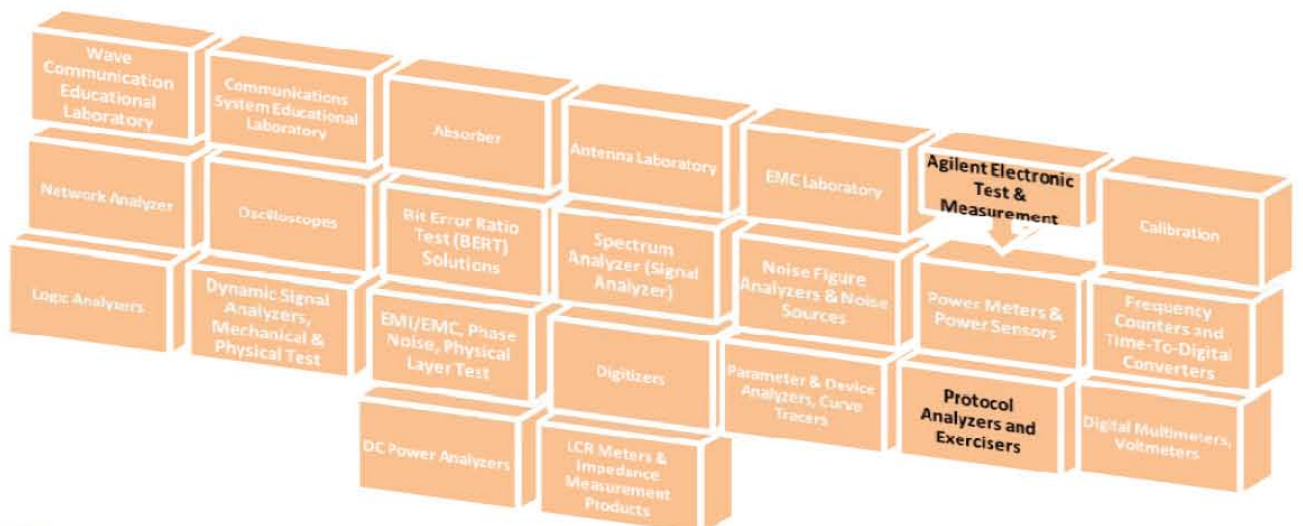 Wave
Communication
Educational
Laboratory
Communications
System Educational
Laboratory
Absorber
Antenna Laboratory
EMC Laboratory
Agilent Electronic
Test &
Measurement
Calibration
Network Analyzer
Oscilloscopes
Bit Error Ratio
Test (BERT)
Solutions
Spectrum
Analyzer (Signal
Analyzer)
Noise Figure
Analyzers & Noise
Sources
Power Meters &
Power Sensors
Frequency
Counters and
Time-To-Digital
Converters
Logic Analyzers
Dynamic Signal
Analyzers,
Mechanical &
Physical Test
EMI/EMC, Phase
Noise, Physical
Layer Test
Digitizers
Parameter & Device
Analyzers, Curve
Tracers
Protocol
Analyzers and
Exercisers
Digital Multimeters,
Voltmeters
DC Power Analyzers
LCR Meters &
Impedance
Measurement
Products